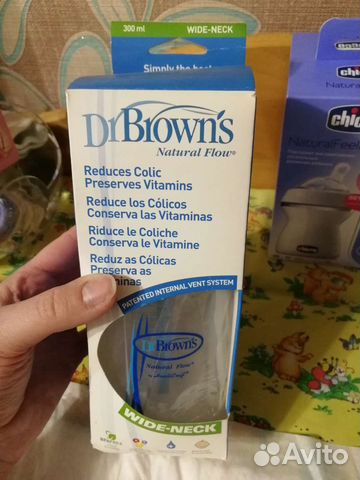 300 ml WIDE-NECK
Simply the best
Dr Brown's
Natural Flow®
Reduces Colic
Preserves Vitamins
Reduce los Cólicos
Conserva las Vitaminas
Riduce le Coliche
Conserva le Vitamine
Reduz as Cólicas
Preserva as
minas
PATENTED INTERNAL VENT SYSTEM
Dr Brown's
Natural Flow®
WIDE-NECK
chic
NaturalFeel
chicco
Avito